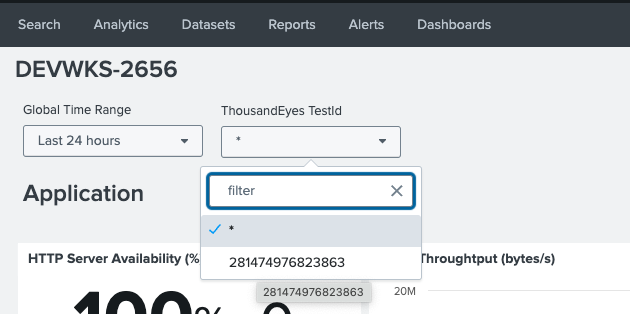 Search Analytics Datasets Reports Alerts Dashboards
DEVWKS-2656
Global Time Range
ThousandEyes TestId
Last 24 hours
*
filter
*
281474976823863
281474976823863
Application
HTTP Server Availability (%
100%
Throughtput (bytes/s)
20M